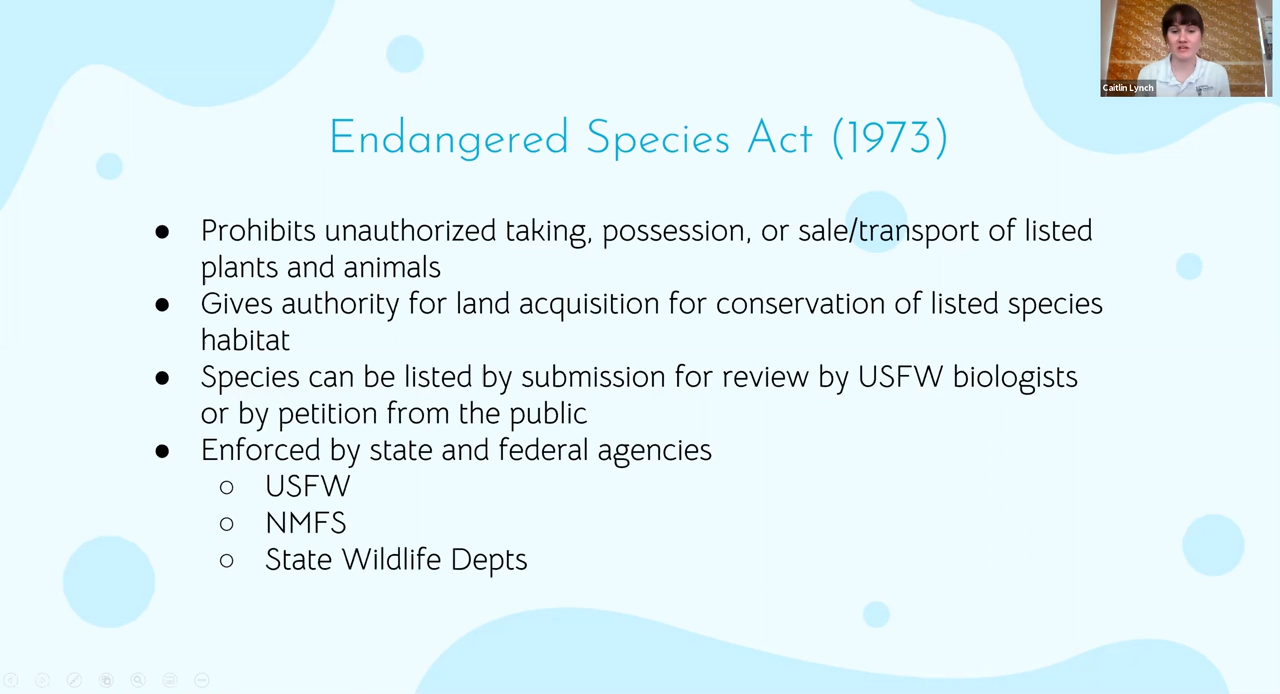 Caitlin Lynch
Endangered Species Act (1973)
● Prohibits unauthorized taking, possession, or sale/transport of listed
plants and animals
● Gives authority for land acquisition for conservation of listed species
habitat
● Species can be listed by submission for review by USFW biologists
or by petition from the public
● Enforced by state and federal agencies
○ USFW
○ NMFS
○ State Wildlife Depts